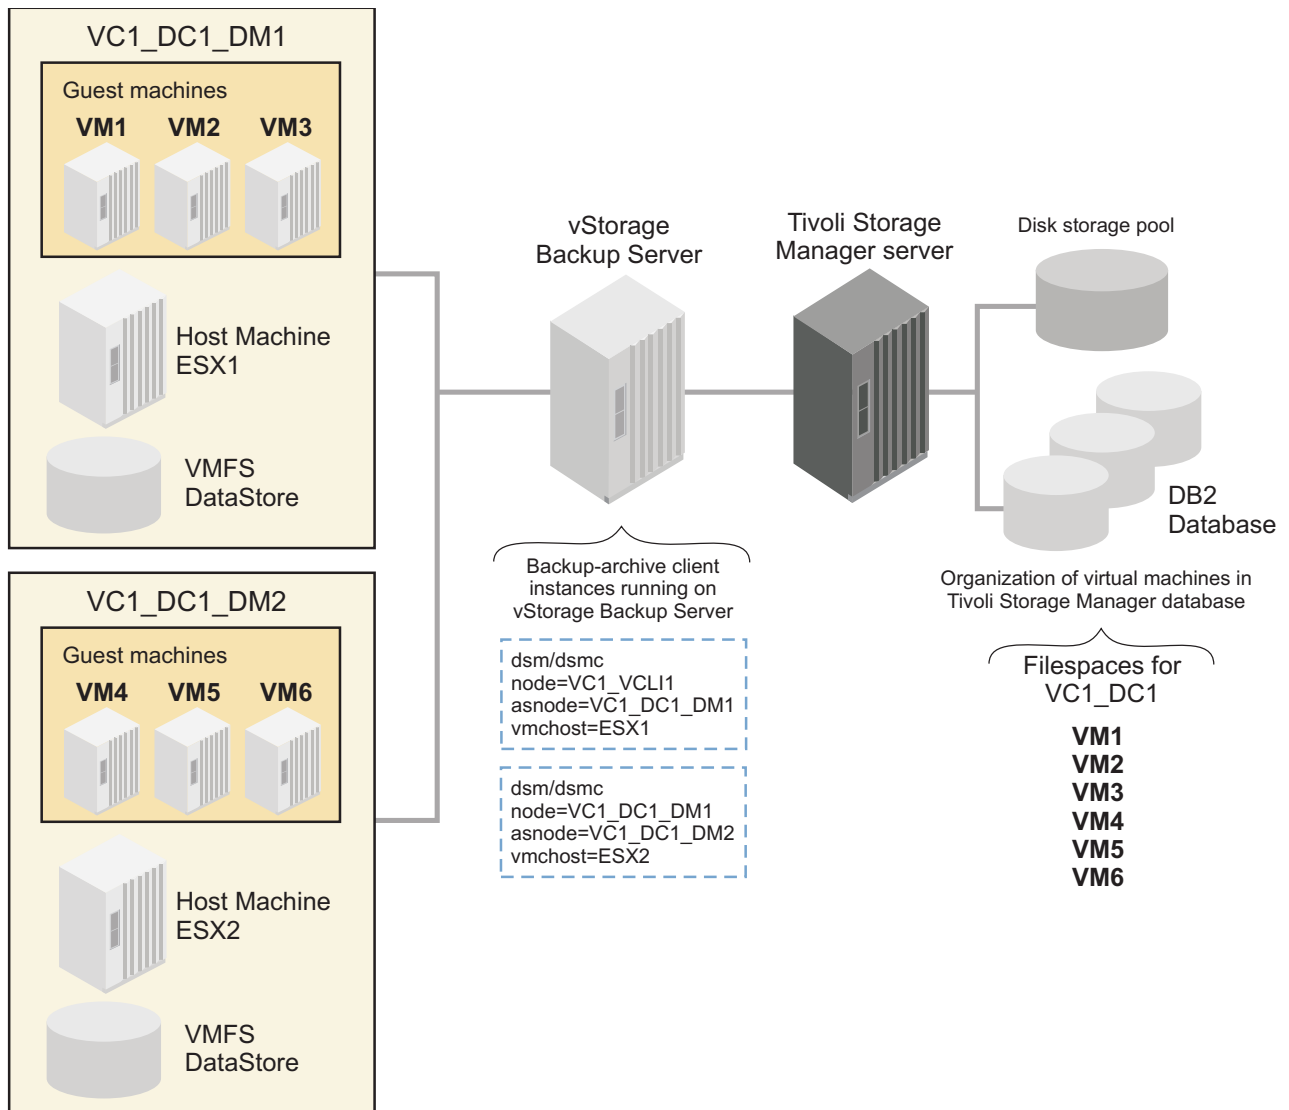 VC1_DC1_DM1
Guest machines
VM1 VM2 VM3
Host Machine
ESX1
VMFS
DataStore
VC1_DC1_DM2
Guest machines
VM4 VM5 VM6
Host Machine
ESX2
VMFS
DataStore
vStorage
Backup Server
Backup-archive client
instances running on
vStorage Backup Server
dsm/dsmc
node=VC1_VCLI1
asnode=VC1_DC1_DM1
vmchost=ESX1
dsm/dsmc
node=VC1_DC1_DM1
asnode=VC1_DC1_DM2
vmchost=ESX2
Tivoli Storage
Manager server
Disk storage pool
DB2
Database
Organization of virtual machines in
Tivoli Storage Manager database
Filespaces for
VC1_DC1
VM1
VM2
VM3
VM4
VM5
VM6